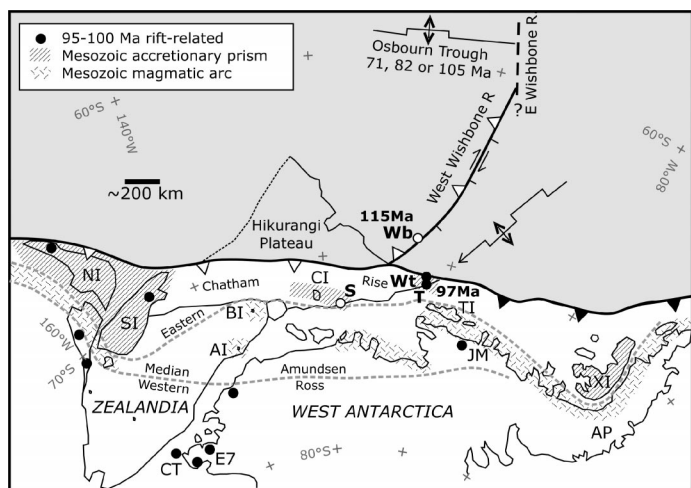 95-100 Ma rift-related
Mesozoic accretionary prism
Mesozoic magmatic arc
Osbourn Trough
71, 82 or 105 Ma
E Wishbone R
?
60°S
140°W
60°S
80°W
~200 km
West Wishbone R
115Ma
Wb
Hikurangi
Plateau
NI
Chatham
CI
Rise
Wt
97Ma
S
T
TI
SI
Eastern
BI
160°W
AI
JM
XI
70°S
Median
Western
Amundsen
Ross
ZEALANDIA
WEST ANTARCTICA
AP
E7
CT
80°S